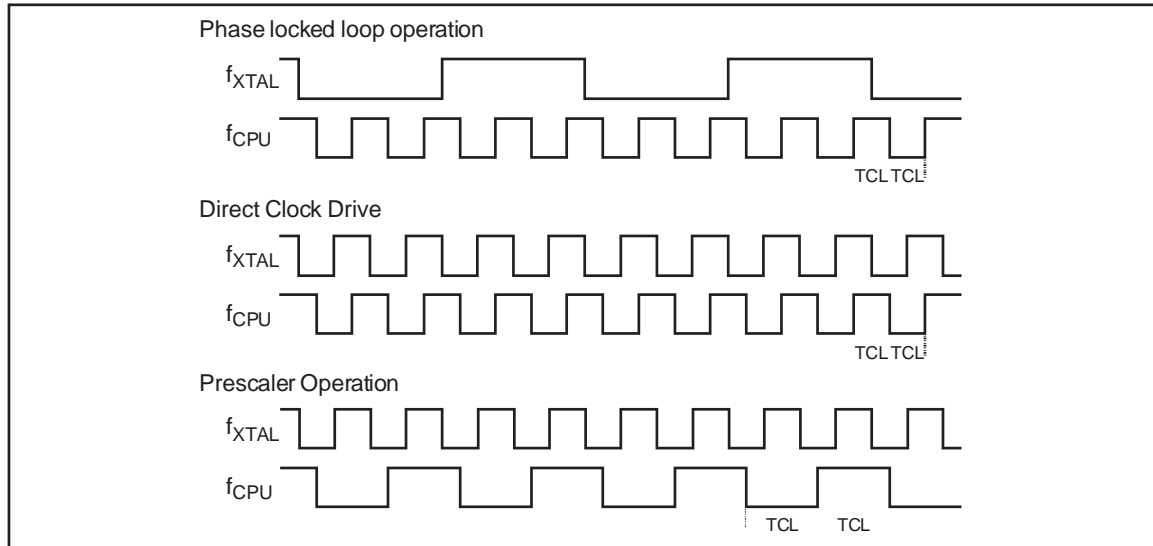 Phase locked loop operation
fXTAL
fCPU
TCL TCL
Direct Clock Drive
fXTAL
fCPU
TCL TCL
Prescaler Operation
fXTAL
fCPU
TCL TCL